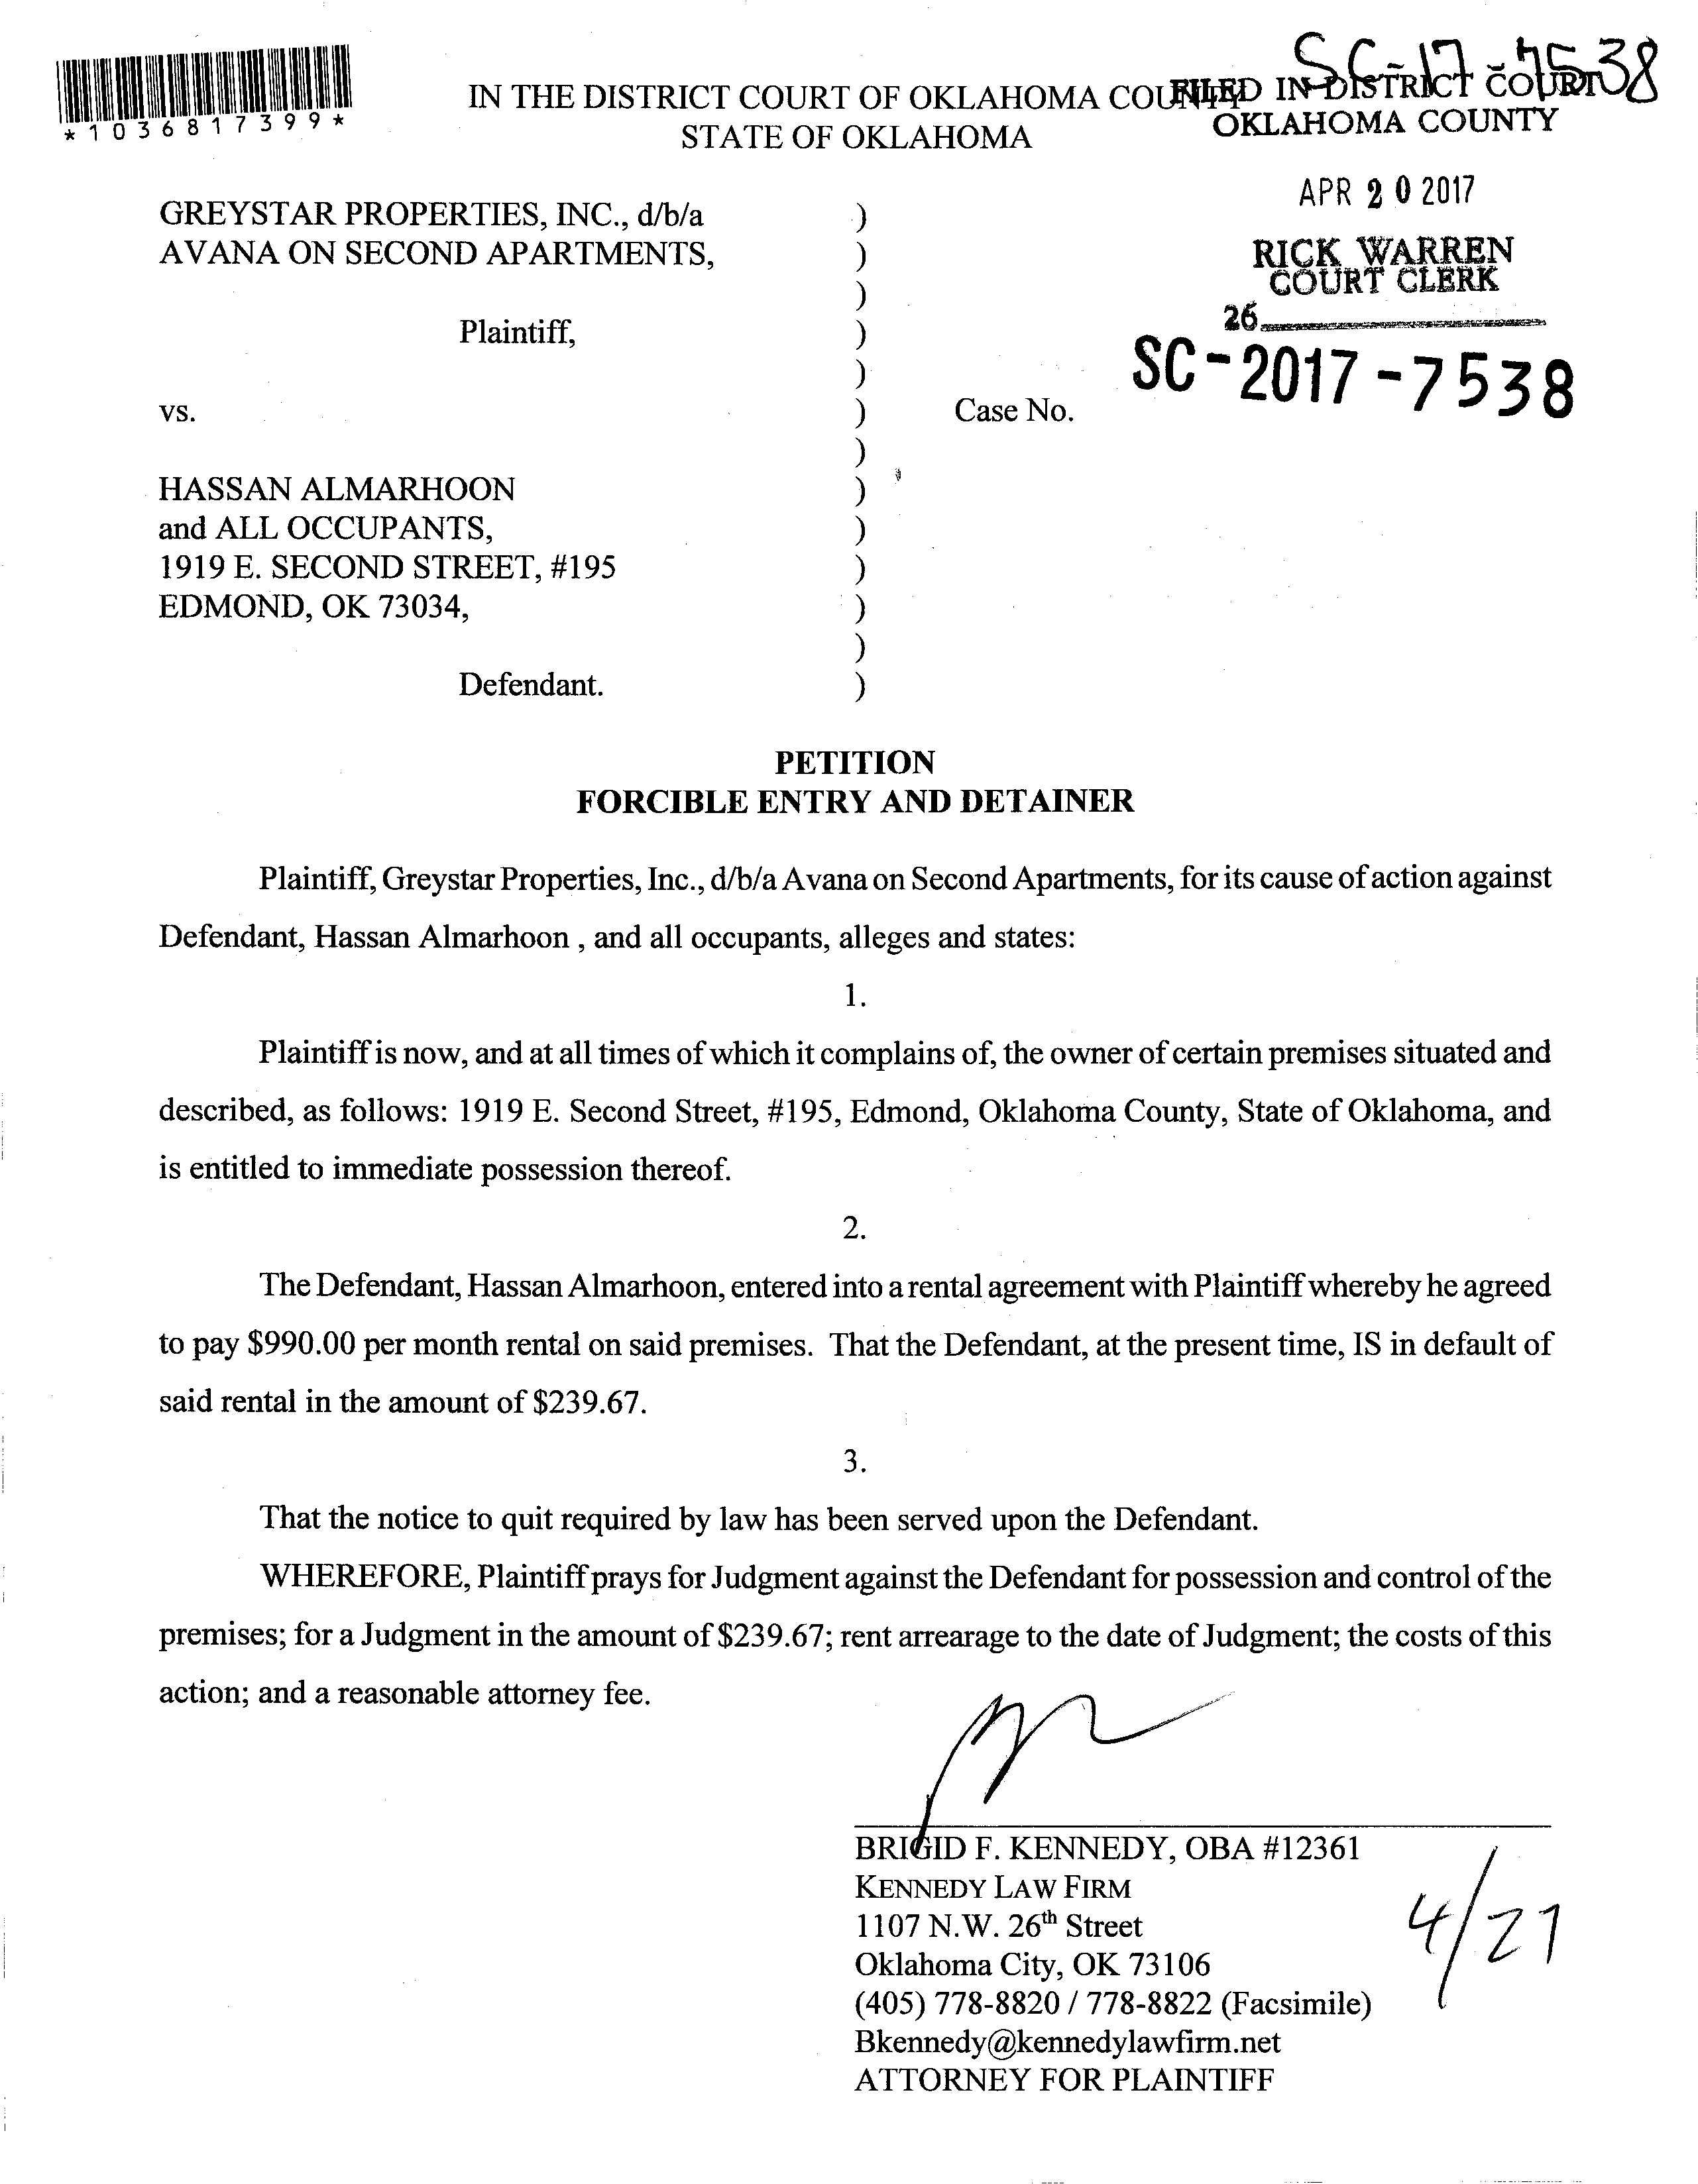 SC-17-7538
*1036817399*
IN THE DISTRICT COURT OF OKLAHOMA COUNTY
STATE OF OKLAHOMA
FILED IN DISTRICT COURT
OKLAHOMA COUNTY
APR 20 2017
RICK WARREN
COURT CLERK
26
GREYSTAR PROPERTIES, INC., d/b/a )
AVANA ON SECOND APARTMENTS, )
)
Plaintiff, )
)
vs. ) Case No. SC-2017-7538
)
HASSAN ALMARHOON )
and ALL OCCUPANTS, )
1919 E. SECOND STREET, #195 )
EDMOND, OK 73034, )
)
Defendant. )
PETITION
FORCIBLE ENTRY AND DETAINER
Plaintiff, Greystar Properties, Inc., d/b/a Avana on Second Apartments, for its cause of action against
Defendant, Hassan Almarhoon , and all occupants, alleges and states:
1.
Plaintiff is now, and at all times of which it complains of, the owner of certain premises situated and
described, as follows: 1919 E. Second Street, #195, Edmond, Oklahoma County, State of Oklahoma, and
is entitled to immediate possession thereof.
2.
The Defendant, Hassan Almarhoon, entered into a rental agreement with Plaintiff whereby he agreed
to pay $990.00 per month rental on said premises. That the Defendant, at the present time, IS in default of
said rental in the amount of $239.67.
3.
That the notice to quit required by law has been served upon the Defendant.
WHEREFORE, Plaintiff prays for Judgment against the Defendant for possession and control of the
premises; for a Judgment in the amount of $239.67; rent arrearage to the date of Judgment; the costs of this
action; and a reasonable attorney fee.
BRIGID F. KENNEDY, OBA #12361
KENNEDY LAW FIRM
1107 N.W. 26th Street
Oklahoma City, OK 73106
(405) 778-8820 / 778-8822 (Facsimile)
Bkennedy@kennedylawfirm.net
ATTORNEY FOR PLAINTIFF
4/27